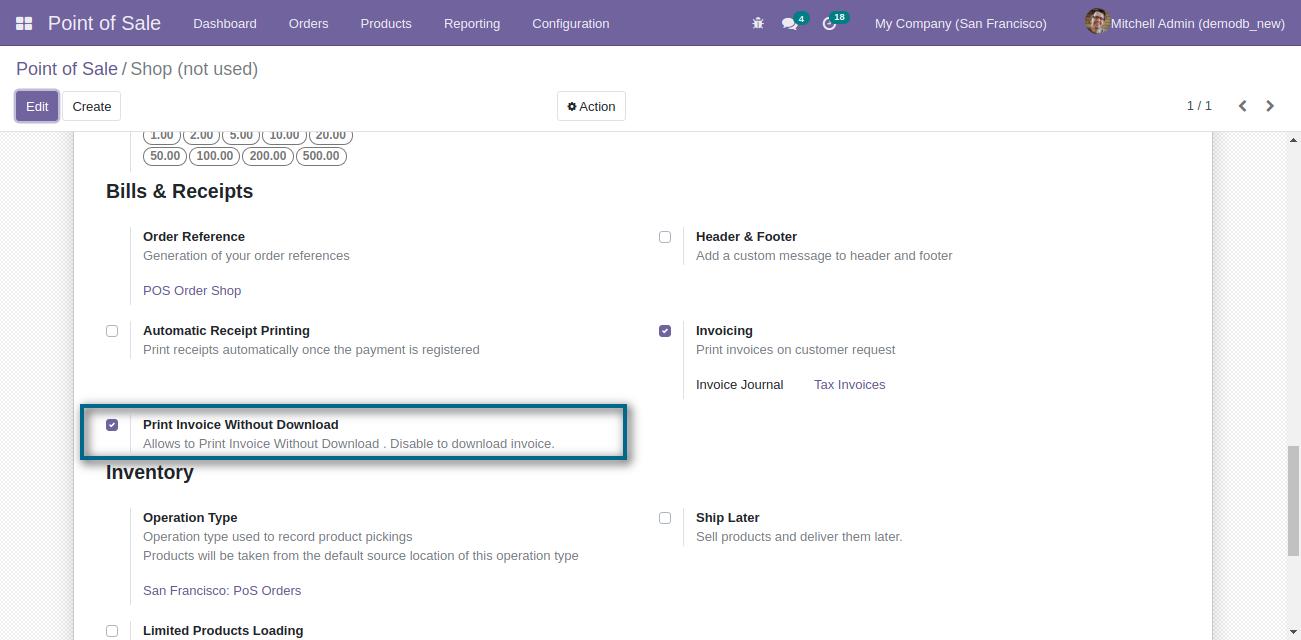 Point of Sale Dashboard Orders Products Reporting Configuration 4 18 My Company (San Francisco) Mitchell Admin (demodb_new)
Point of Sale / Shop (not used)
Edit Create Action 1 / 1
1.00 2.00 5.00 10.00 20.00
50.00 100.00 200.00 500.00
Bills & Receipts
Order Reference
Generation of your order references
POS Order Shop
Header & Footer
Add a custom message to header and footer
Automatic Receipt Printing
Print receipts automatically once the payment is registered
Invoicing
Print invoices on customer request
Invoice Journal Tax Invoices
Print Invoice Without Download
Allows to Print Invoice Without Download . Disable to download invoice.
Inventory
Operation Type
Operation type used to record product pickings
Products will be taken from the default source location of this operation type
San Francisco: PoS Orders
Ship Later
Sell products and deliver them later.
Limited Products Loading